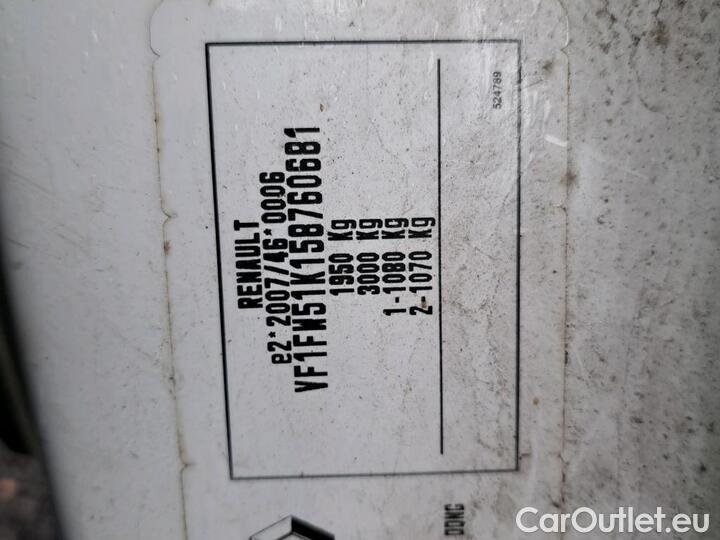 RENAULT
e2*2007/46*0006
VF1FW51K158760681
1950 Kg
3000 Kg
1-1080 Kg
2-1070 Kg
524789
DONG
CarOutlet.eu